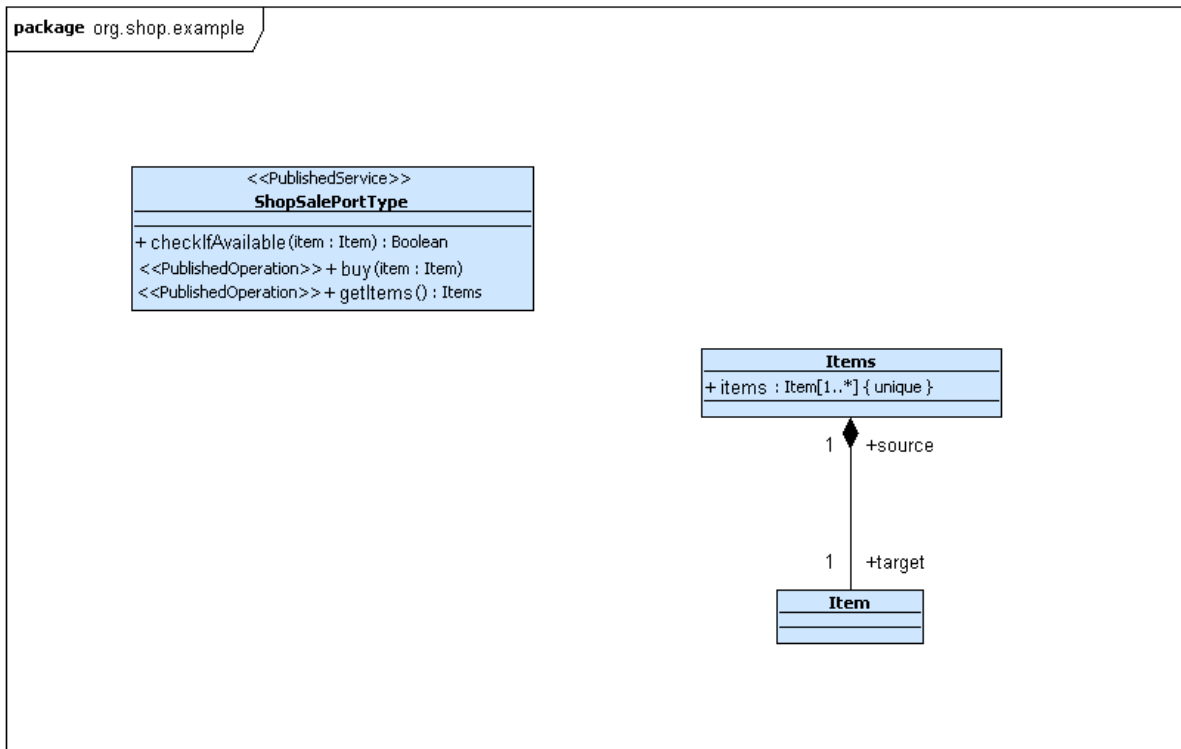 package org.shop.example
<<PublishedService>>
ShopSalePortType
+ checkIfAvailable(item : Item) : Boolean
<<PublishedOperation>> + buy(item : Item)
<<PublishedOperation>> + getItems() : Items
Items
+ items : Item[1..*] { unique }
1 +source
1 +target
Item